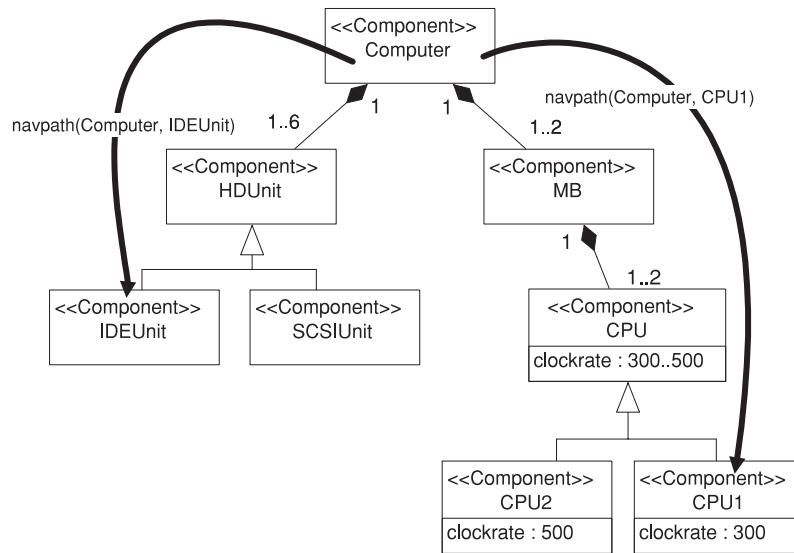 <<Component>>
Computer
navpath(Computer, IDEUnit)
navpath(Computer, CPU1)
1
1
1..6
1..2
<<Component>>
HDUnit
<<Component>>
MB
1
1..2
<<Component>>
IDEUnit
<<Component>>
SCSIUnit
<<Component>>
CPU
clockrate : 300..500
<<Component>>
CPU2
clockrate : 500
<<Component>>
CPU1
clockrate : 300